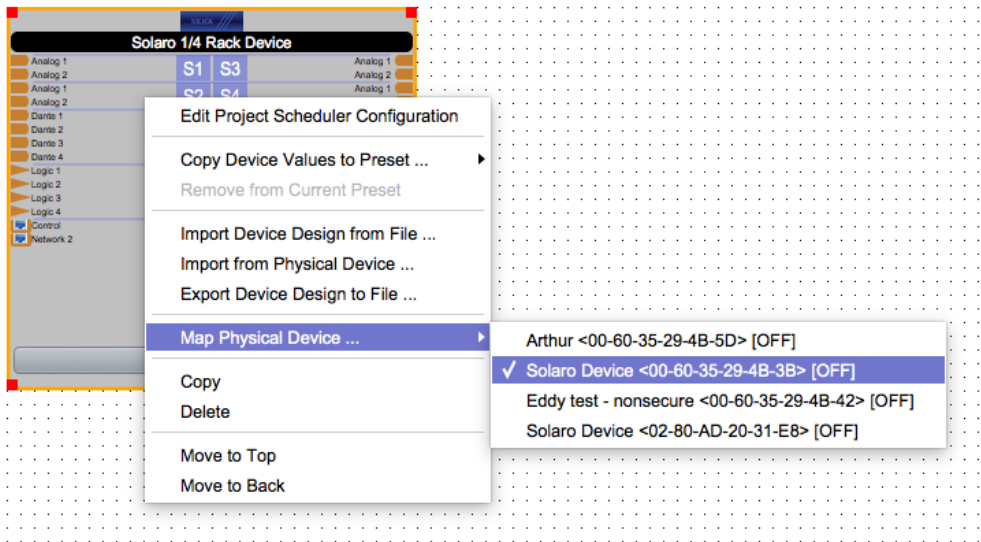 XILICA
Solaro 1/4 Rack Device
Analog 1
Analog 2
Analog 1
Analog 2
Dante 1
Dante 2
Dante 3
Dante 4
Logic 1
Logic 2
Logic 3
Logic 4
Control
Network 2
S1 S3
S2 S4
Analog 1
Analog 2
Analog 1
Edit Project Scheduler Configuration
Copy Device Values to Preset ...
Remove from Current Preset
Import Device Design from File ...
Import from Physical Device ...
Export Device Design to File ...
Map Physical Device ...
Copy
Delete
Move to Top
Move to Back
Arthur <00-60-35-29-4B-5D> [OFF]
Solaro Device <00-60-35-29-4B-3B> [OFF]
Eddy test - nonsecure <00-60-35-29-4B-42> [OFF]
Solaro Device <02-80-AD-20-31-E8> [OFF]